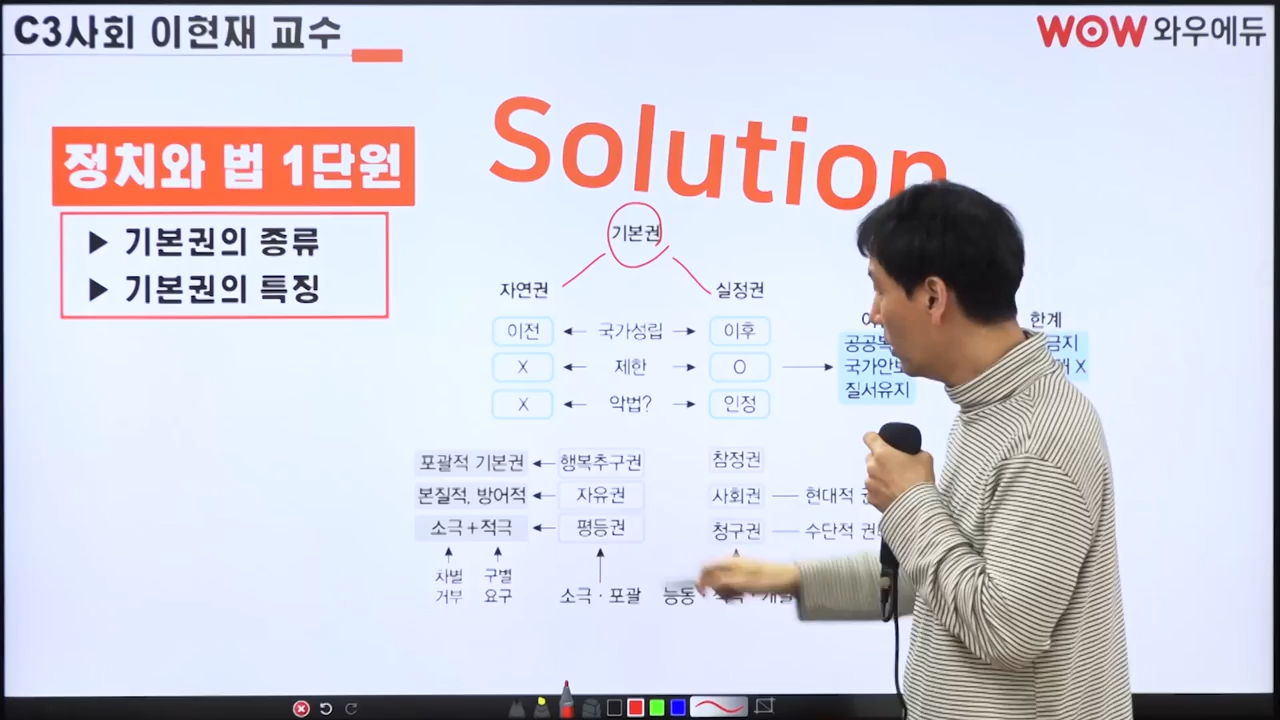 C3사회 이현재 교수
WOW 와우에듀
Solution
정치와 법 1단원
▶ 기본권의 종류
▶ 기본권의 특징
기본권
자연권 실정권
이전 국가성립 이후 한계
X 제한 O
X 악법? 인정
국가안보
질서유지
금지
X
포괄적 기본권 행복추구권 참정권
본질적, 방어적 자유권 사회권 현대적
소극+적극 평등권 청구권 수단적
차별 구별
거부 요구 소극·포괄 능동